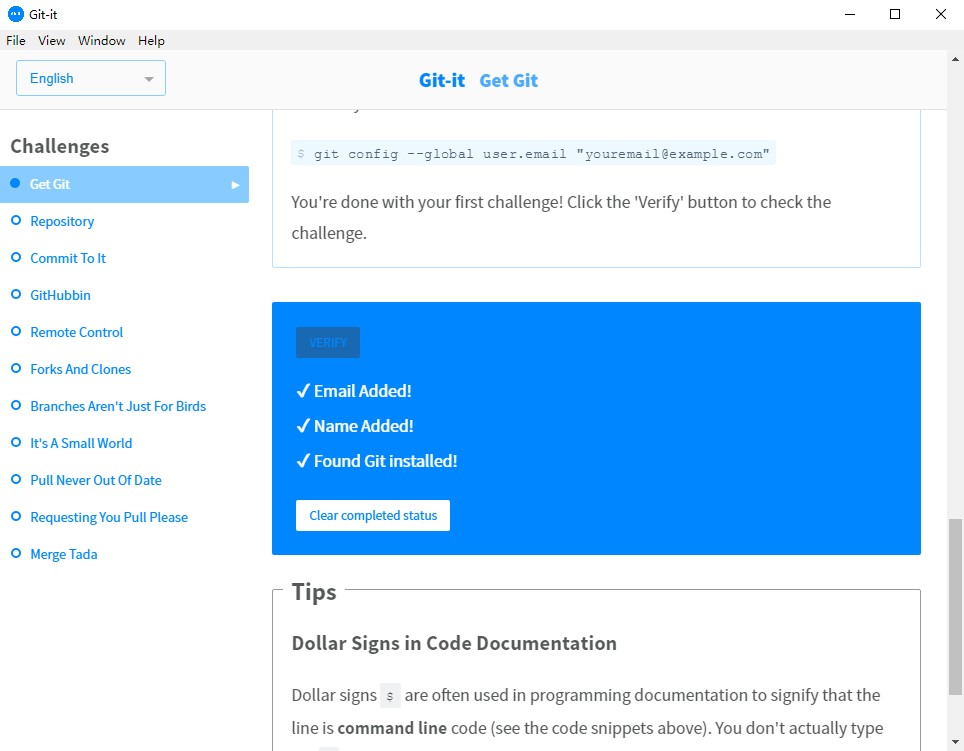 Git-it
File View Window Help
English
Git-it Get Git
Challenges
Get Git
Repository
Commit To It
GitHubbin
Remote Control
Forks And Clones
Branches Aren't Just For Birds
It's A Small World
Pull Never Out Of Date
Requesting You Pull Please
Merge Tada
$ git config --global user.email "youremail@example.com"
You're done with your first challenge! Click the 'Verify' button to check the
challenge.
VERIFY
✓ Email Added!
✓ Name Added!
✓ Found Git installed!
Clear completed status
Tips
Dollar Signs in Code Documentation
Dollar signs $ are often used in programming documentation to signify that the
line is command line code (see the code snippets above). You don't actually type